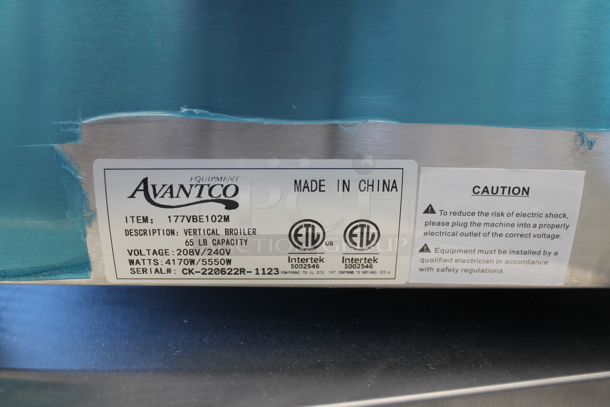 EQUIPMENT
AVANTCO
MADE IN CHINA
ITEM: 177VBE102M
DESCRIPTION: VERTICAL BROILER
65 LB CAPACITY
VOLTAGE: 208V/240V
WATTS: 4170W/5550W
SERIAL#: CK-220622R-1123
ETL US
Intertek
5002546
ETL
Intertek
5002546
CAUTION
To reduce the risk of electric shock,
please plug the machine into a properly
electrical outlet of the correct voltage.
Equipment must be installed by a
qualified electrician in accordance
with safety regulations.